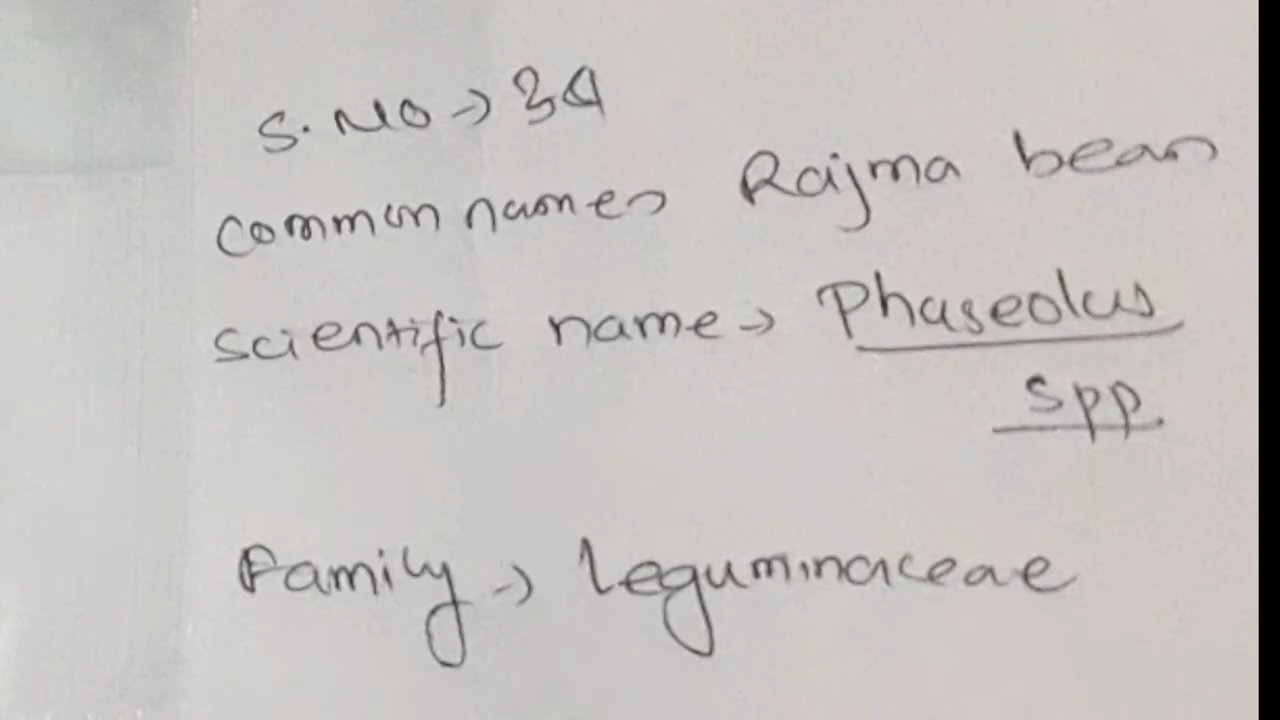 S. No → 34
Common name → Rajma bean
scientific name → Phaseolus
spp.
Family → leguminaceae